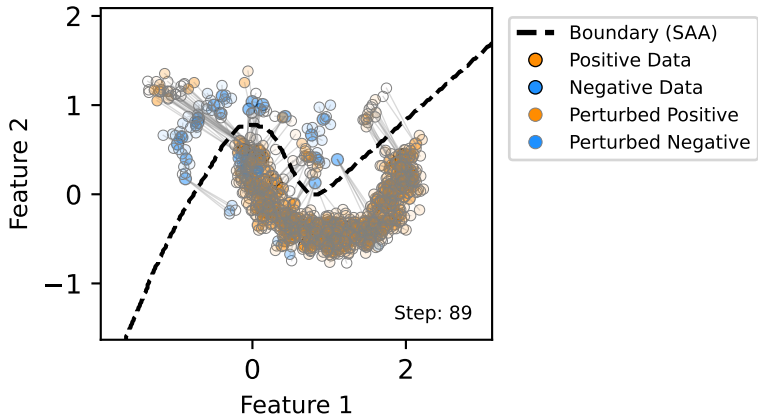 2
1
0
−1
0
2
Feature 2
Feature 1
Step: 89
Boundary (SAA)
Positive Data
Negative Data
Perturbed Positive
Perturbed Negative